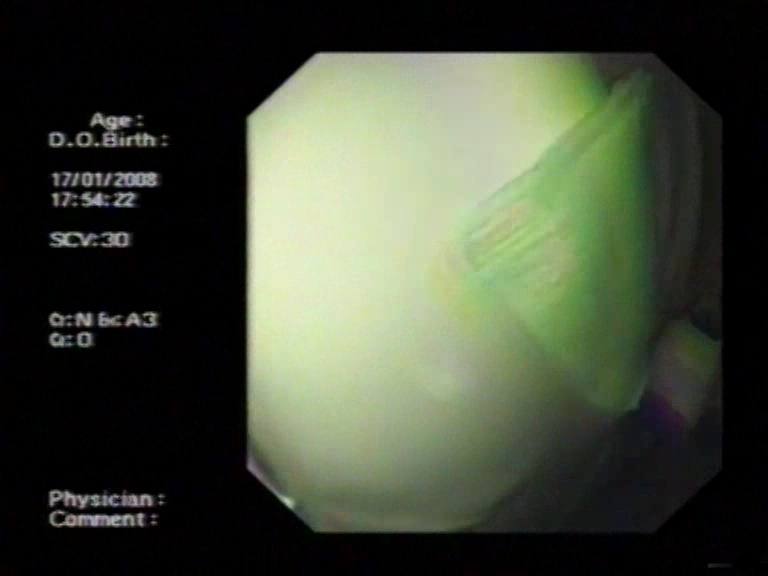 Age:
D.O.Birth:
17/01/2008
17:54:22
SCV:30
Physician:
Comment: